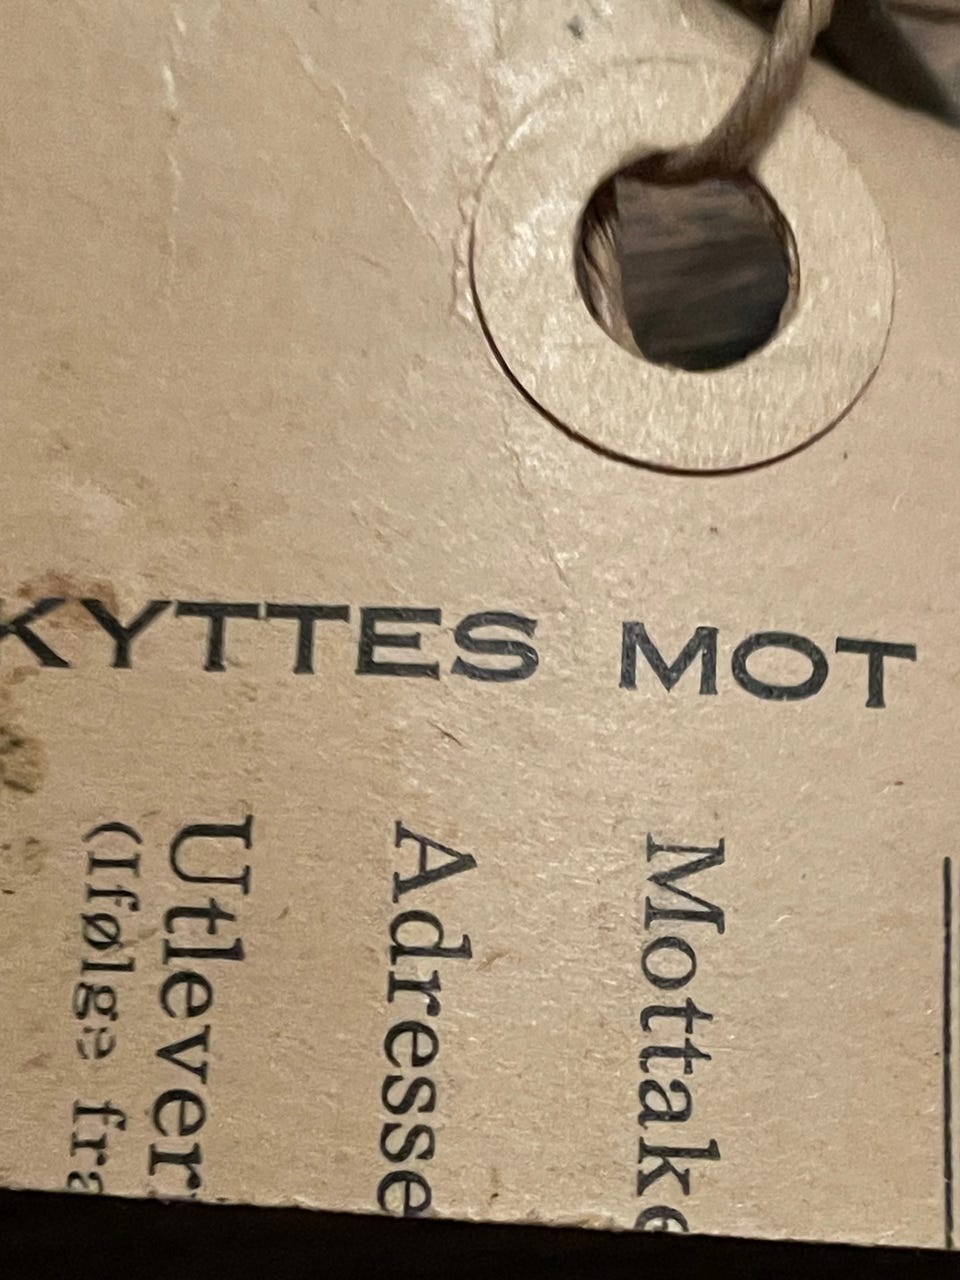 KYTTES MOT
Mottake
Adresse
Utlever
(Ifølge fra